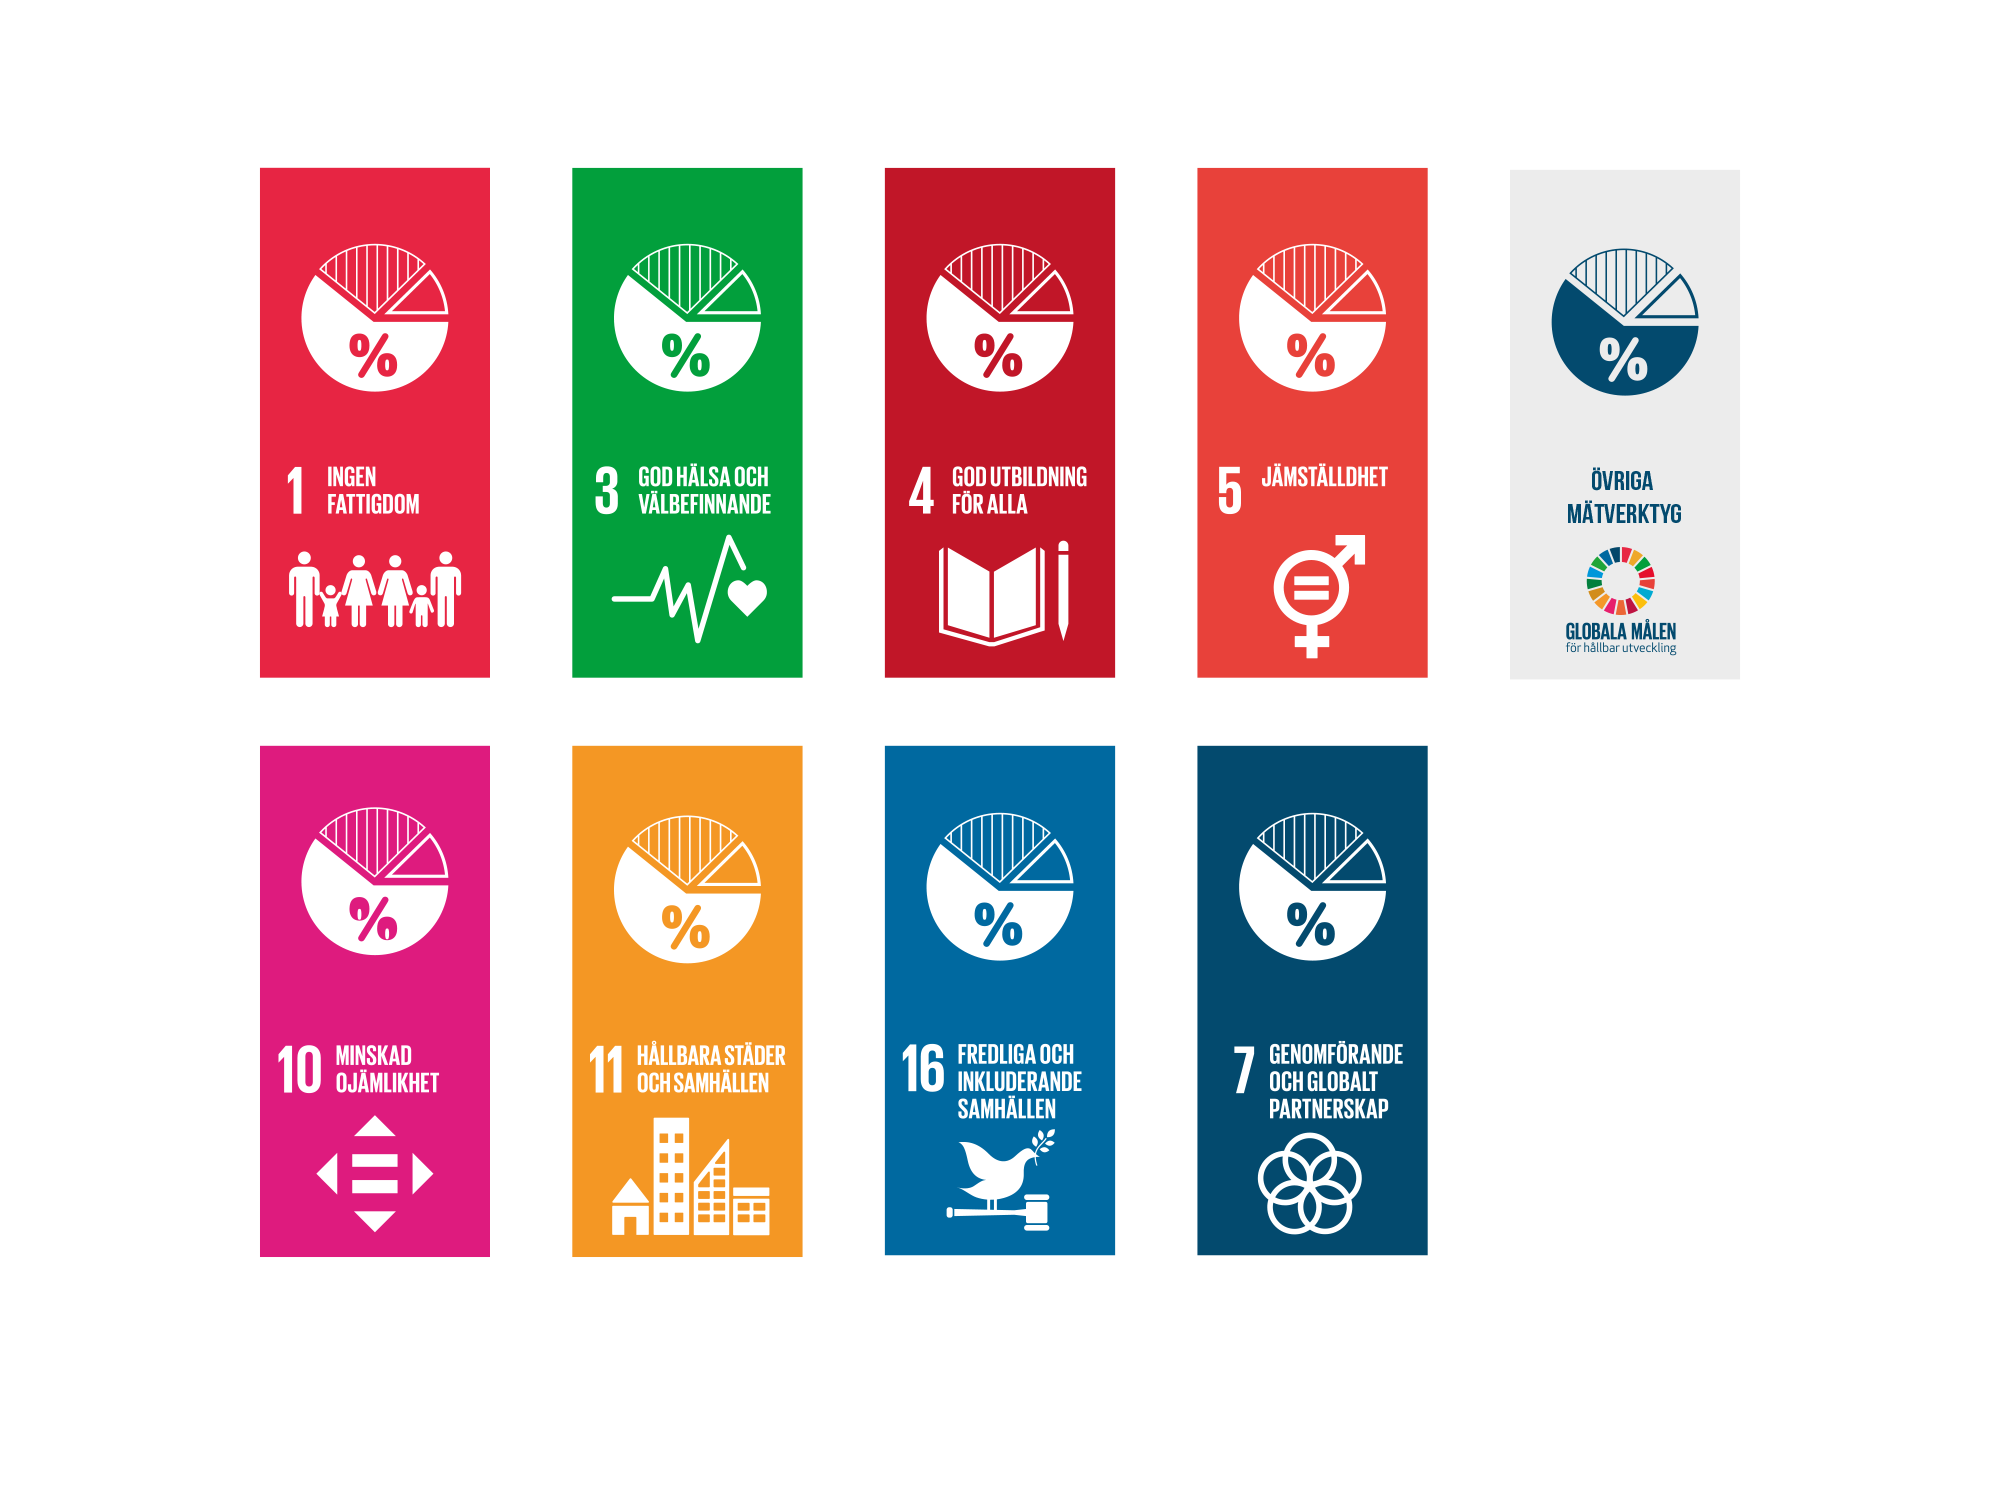 %
1 INGEN
FATTIGDOM
%
3 GOD HÄLSA OCH
VÄLBEFINNANDE
%
4 GOD UTBILDNING
FÖR ALLA
%
5 JÄMSTÄLLDHET
%
ÖVRIGA
MÄTVERKTYG
GLOBALA MÅLEN
för hållbar utveckling
%
10 MINSKAD
OJÄMLIKHET
%
11 HÅLLBARA STÄDER
OCH SAMHÄLLEN
%
16 FREDLIGA OCH
INKLUDERANDE
SAMHÄLLEN
%
7 GENOMFÖRANDE
OCH GLOBALT
PARTNERSKAP